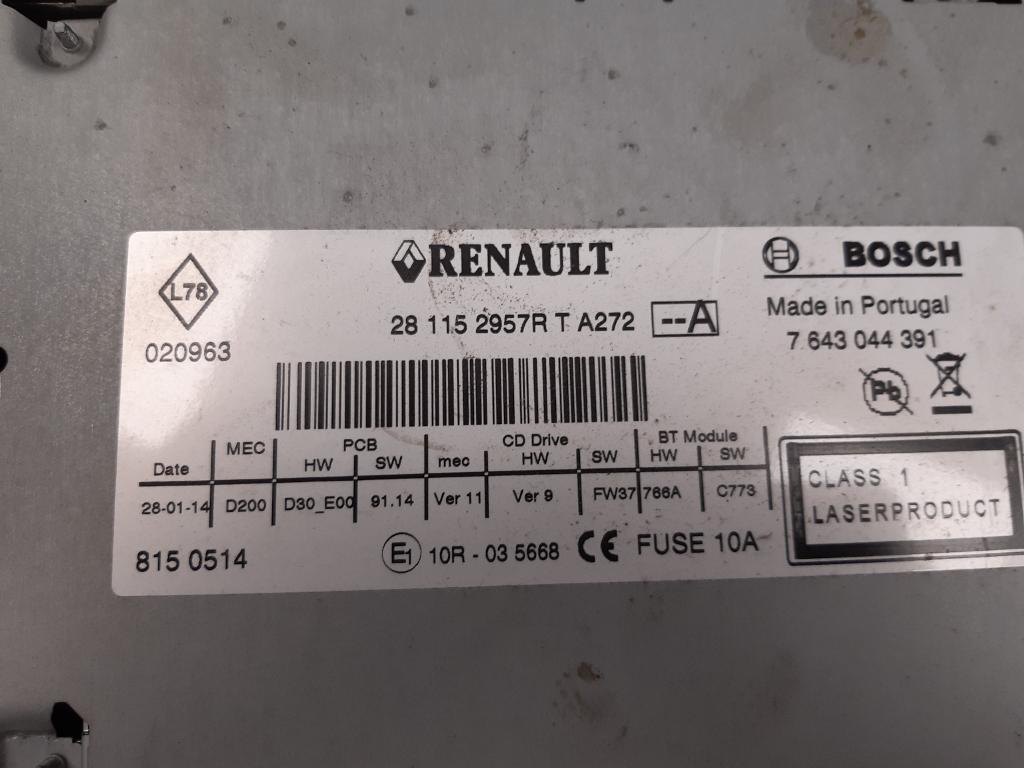 L78
020963
RENAULT
28 115 2957R T A272 --A
BOSCH
Made in Portugal
7 643 044 391
Pb
Date MEC PCB CD Drive BT Module
HW SW mec HW SW HW SW
28-01-14 D200 D30_E00 91.14 Ver 11 Ver 9 FW37 766A C773
CLASS 1
LASERPRODUCT
815 0514
E1 10R - 03 5668 CE FUSE 10A